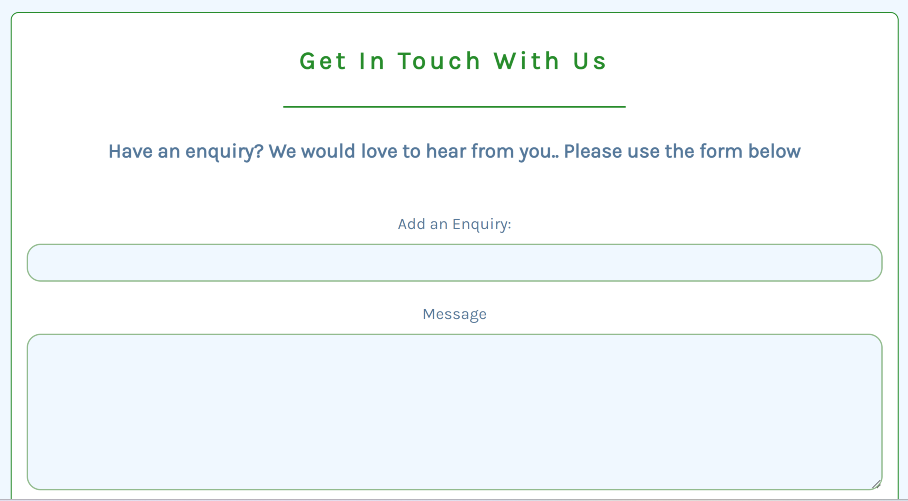 Get In Touch With Us
Have an enquiry? We would love to hear from you.. Please use the form below
Add an Enquiry:
Message